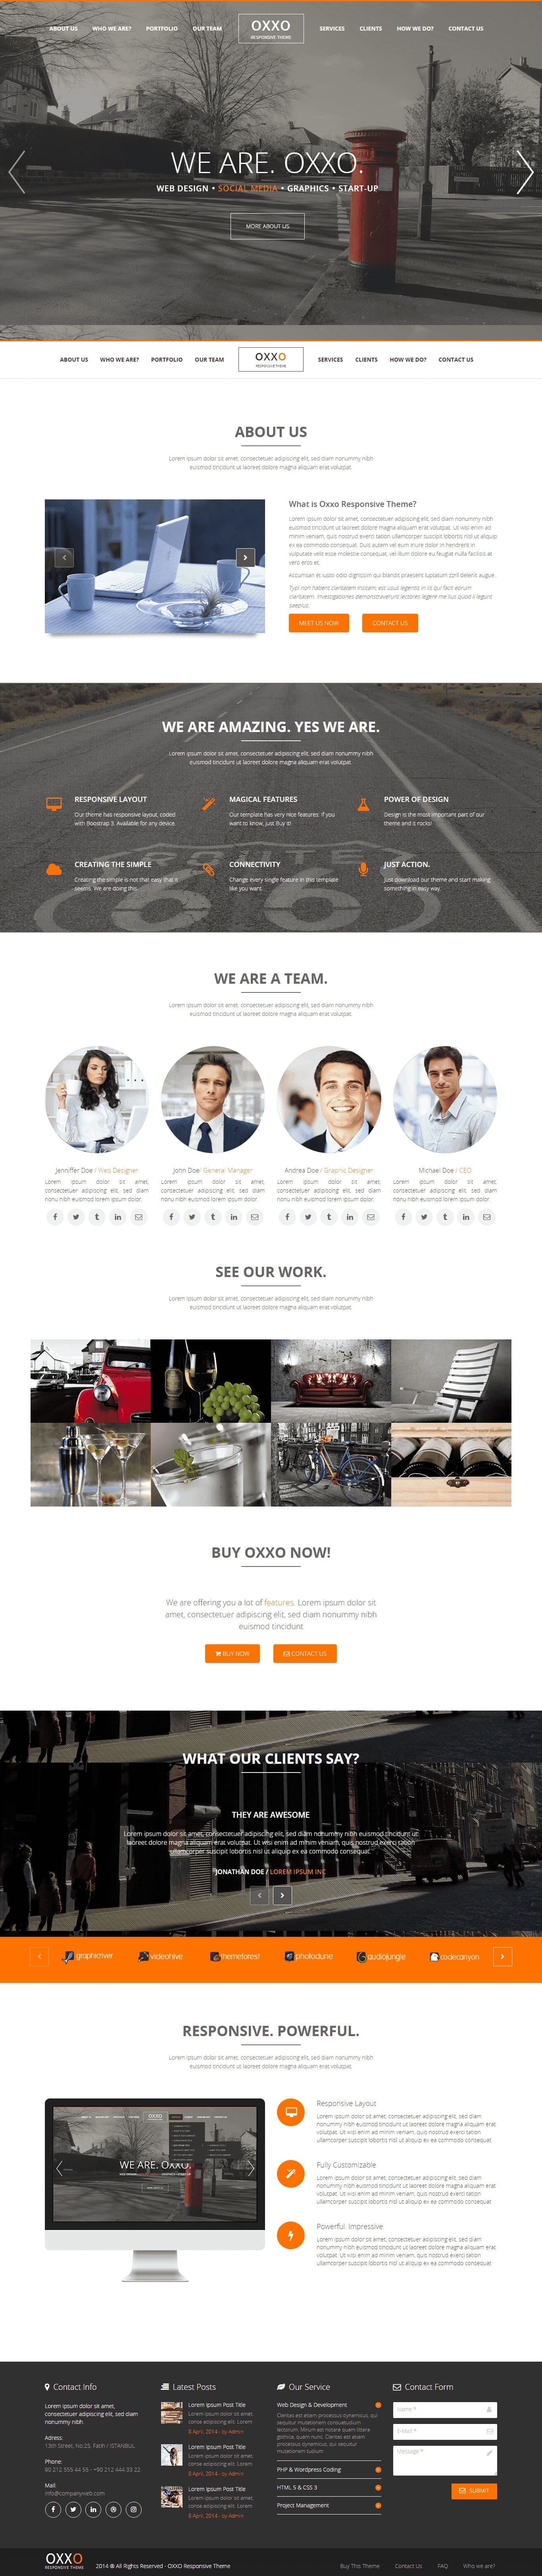 ABOUT US WHO WE ARE? PORTFOLIO OUR TEAM OXXO SERVICES CLIENTS HOW WE DO? CONTACT US
RESPONSIVE THEME
WE ARE. OXXO.
WEB DESIGN • SOCIAL MEDIA • GRAPHICS • START-UP
MORE ABOUT US
ABOUT US WHO WE ARE? PORTFOLIO OUR TEAM OXXO SERVICES CLIENTS HOW WE DO? CONTACT US
RESPONSIVE THEME
ABOUT US
Lorem ipsum dolor sit amet, consectetuer adipiscing elit, sed diam nonummy nibh
euismod tincidunt ut laoreet dolore magna aliquam erat volutpat.
What is Oxxo Responsive Theme?
Lorem ipsum dolor sit amet, consectetuer adipiscing elit, sed diam nonummy nibh
euismod tincidunt ut laoreet dolore magna aliquam erat volutpat. Ut wisi enim ad
minim veniam, quis nostrud exerci tation ullamcorper suscipit lobortis nisl ut aliquip
ex ea commodo consequat. Duis autem vel eum iriure dolor in hendrerit in
vulputate velit esse molestie consequat, vel illum dolore eu feugiat nulla facilisis at
vero eros et.
Accumsan et iusto odio dignissim qui blandit praesent luptatum zzril delenit augue.
Typi non habent claritatem insitam; est usus legentis in iis qui facit eorum
claritatem. Investigationes demonstraverunt lectores legere me lius quod ii legunt
saepius.
MEET US NOW CONTACT US
WE ARE AMAZING. YES WE ARE.
Lorem ipsum dolor sit amet, consectetuer adipiscing elit, sed diam nonummy nibh
euismod tincidunt ut laoreet dolore magna aliquam erat volutpat.
RESPONSIVE LAYOUT
Our theme has responsive layout, coded
with Boostrap 3. Available for any device.
MAGICAL FEATURES
Our template has very nice features. If you
want to know, just Buy it!
POWER OF DESIGN
Design is the most important part of our
theme and it rocks!
CREATING THE SIMPLE
Creating the simple is not that easy that it
seems. We are doing this.
CONNECTIVITY
Change every single feature in this template
like you want.
JUST ACTION.
Just download our theme and start making
something in easy way.
WE ARE A TEAM.
Lorem ipsum dolor sit amet, consectetuer adipiscing elit, sed diam nonummy nibh
euismod tincidunt ut laoreet dolore magna aliquam erat volutpat.
Jenniffer Doe / Web Designer
Lorem ipsum dolor sit amet,
consectetuer adipiscing elit, sed diam
nonu nibh euismod lorem ipsum dolor.
John Doe/ General Manager
Lorem ipsum dolor sit amet,
consectetuer adipiscing elit, sed diam
nonu nibh euismod lorem ipsum dolor.
Andrea Doe / Graphic Designer
Lorem ipsum dolor sit amet,
consectetuer adipiscing elit, sed diam
nonu nibh euismod lorem ipsum dolor.
Michael Doe / CEO
Lorem ipsum dolor sit amet,
consectetuer adipiscing elit, sed diam
nonu nibh euismod lorem ipsum dolor.
SEE OUR WORK.
Lorem ipsum dolor sit amet, consectetuer adipiscing elit, sed diam nonummy nibh
euismod tincidunt ut laoreet dolore magna aliquam erat volutpat.
BUY OXXO NOW!
We are offering you a lot of features. Lorem ipsum dolor sit
amet, consectetuer adipiscing elit, sed diam nonummy nibh
euismod tincidunt.
BUY NOW CONTACT US
WHAT OUR CLIENTS SAY?
THEY ARE AWESOME
Lorem ipsum dolor sit amet, consectetuer adipiscing elit, sed diam nonummy nibh euismod tincidunt ut
laoreet dolore magna aliquam erat volutpat. Ut wisi enim ad minim veniam, quis nostrud exerci tation
ullamcorper suscipit lobortis nisl ut aliquip ex ea commodo consequat.
JONATHAN DOE / LOREM IPSUM INC
graphicriver videohive themeforest photodune audiojungle codecanyon
RESPONSIVE. POWERFUL.
Lorem ipsum dolor sit amet, consectetuer adipiscing elit, sed diam nonummy nibh
euismod tincidunt ut laoreet dolore magna aliquam erat volutpat.
OXXO
WE ARE. OXXO.
Responsive Layout
Lorem ipsum dolor sit amet, consectetuer adipiscing elit, sed diam
nonummy nibh euismod tincidunt ut laoreet dolore magna aliquam erat
volutpat. Ut wisi enim ad minim veniam, quis nostrud exerci tation
ullamcorper suscipit lobortis nisl ut aliquip ex ea commodo consequat
Fully Customizable
Lorem ipsum dolor sit amet, consectetuer adipiscing elit, sed diam
nonummy nibh euismod tincidunt ut laoreet dolore magna aliquam erat
volutpat. Ut wisi enim ad minim veniam, quis nostrud exerci tation
ullamcorper suscipit lobortis nisl ut aliquip ex ea commodo consequat
Powerful. Impressive.
Lorem ipsum dolor sit amet, consectetuer adipiscing elit, sed diam
nonummy nibh euismod tincidunt ut laoreet dolore magna aliquam erat
volutpat. Ut wisi enim ad minim veniam, quis nostrud exerci tation
ullamcorper suscipit lobortis nisl ut aliquip ex ea commodo consequat
Contact Info
Lorem ipsum dolor sit amet,
consectetuer adipiscing elit, sed diam
nonummy nibh.
Adress:
13th Street, No:25, Fatih / ISTANBUL
Phone:
90 212 555 44 55 - +90 212 444 33 22
Mail:
info@companyweb.com
Latest Posts
Lorem Ipsum Post Title
Lorem ipsum dolor sit amet,
conse adipiscing elit. Lorem
8 April, 2014 - by Admin
Lorem Ipsum Post Title
Lorem ipsum dolor sit amet,
conse adipiscing elit. Lorem
8 April, 2014 - by Admin
Lorem Ipsum Post Title
Lorem ipsum dolor sit amet,
conse adipiscing elit. Lorem
8 April, 2014 - by Admin
Our Service
Web Design & Development
Claritas est etiam processus dynamicus, qui
sequitur mutationem consuetudium
lectorum. Mirum est notare quam littera
gothica, quam nunc. Claritas est etiam
processus dynamicus, qui sequitur
mutationem tudium
PHP & Wordpress Coding
HTML 5 & CSS 3
Project Management
Contact Form
Name *
E-Mail *
Message *
SUBMIT
OXXO
RESPONSIVE THEME
2014 ® All Rights Reserved - OXXO Responsive Theme
Buy This Theme Contact Us FAQ Who we are?